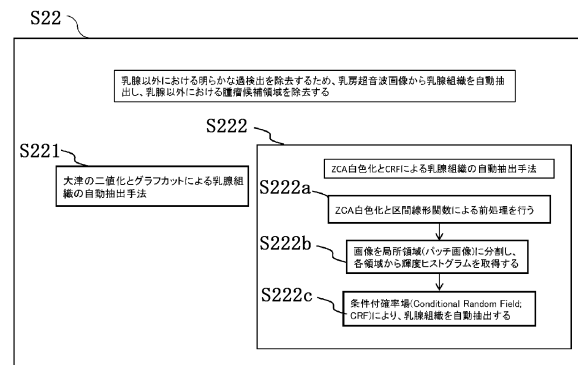 S22
乳腺以外における明らかな過検出を除去するため、乳房超音波画像から乳腺組織を自動抽
出し、乳腺以外における腫瘤候補領域を除去する
S221
大津の二値化とグラフカットによる乳腺組
織の自動抽出手法
S222
ZCA白色化とCRFによる乳腺組織の自動抽出手法
S222a
ZCA白色化と区間線形関数による前処理を行う
S222b
画像を局所領域(パッチ画像)に分割し、
各領域から輝度ヒストグラムを取得する
S222c
条件付確率場(Conditional Random Field;
CRF)により、乳腺組織を自動抽出する